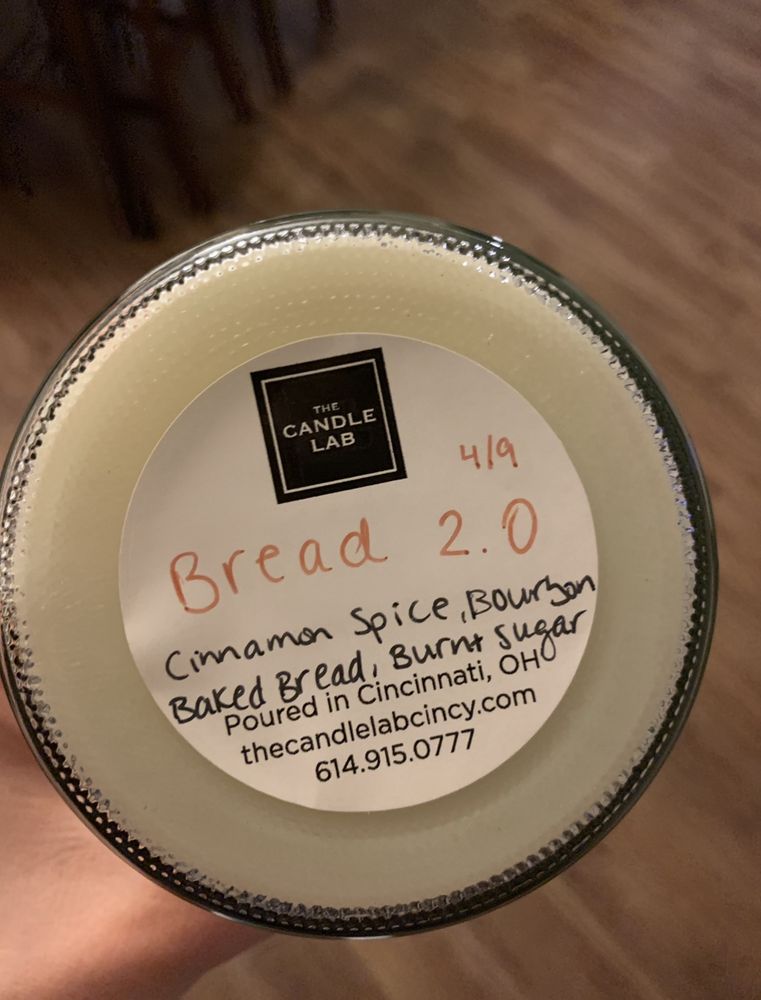 THE
CANDLE
LAB
4/9
Bread 2.0
Cinnamon Spice, Bourbon
Baked Bread, Burnt sugar
Poured in Cincinnati, OH
thecandlelabcincy.com
614.915.0777